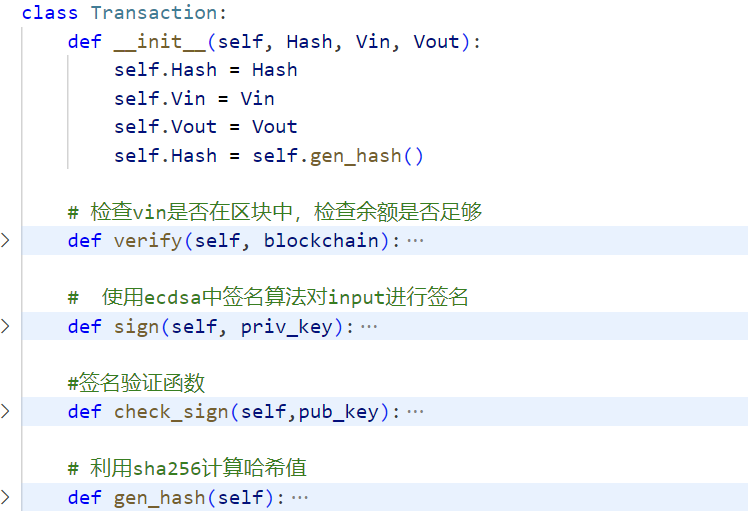 class Transaction:
def __init__(self, Hash, Vin, Vout):
self.Hash = Hash
self.Vin = Vin
self.Vout = Vout
self.Hash = self.gen_hash()
# 检查vin是否在区块中，检查余额是否足够
def verify(self, blockchain):···
#  使用ecdsa中签名算法对input进行签名
def sign(self, priv_key):···
#签名验证函数
def check_sign(self,pub_key):···
# 利用sha256计算哈希值
def gen_hash(self):···